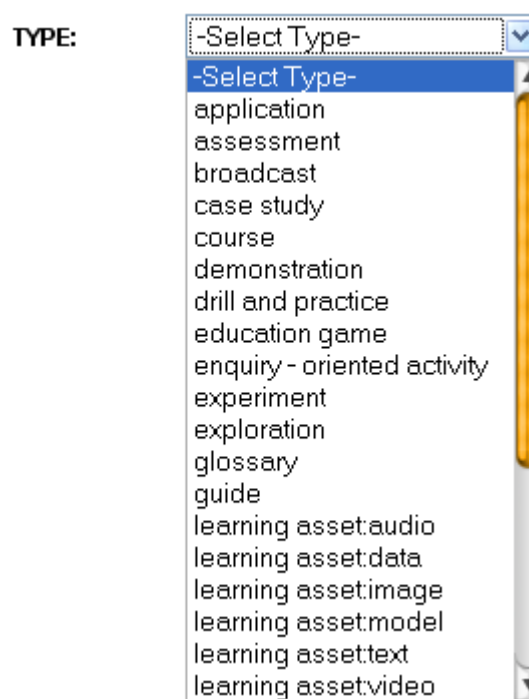 TYPE: -Select Type-
-Select Type-
application
assessment
broadcast
case study
course
demonstration
drill and practice
education game
enquiry - oriented activity
experiment
exploration
glossary
guide
learning asset:audio
learning asset:data
learning asset:image
learning asset:model
learning asset:text
learning asset:video